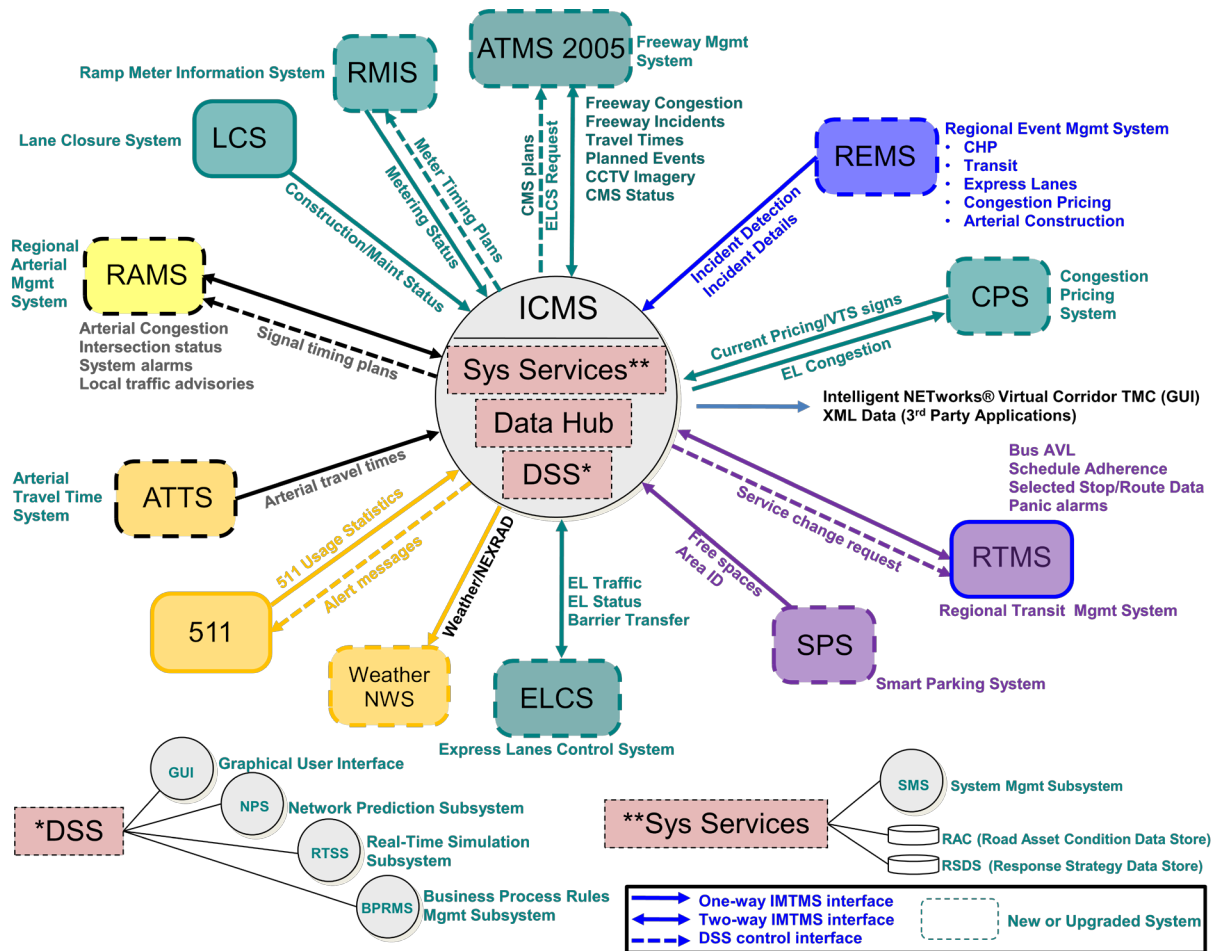 ATMS 2005
Freeway Mgmt
System
RMIS
Ramp Meter Information System
LCS
Lane Closure System
Freeway Congestion
Freeway Incidents
Travel Times
Planned Events
CCTV Imagery
CMS Status
CMS plans
ELCS Request
Meter Timing Plans
Metering Status
Construction/Maint Status
REMS
Regional Event Mgmt System
• CHP
• Transit
• Express Lanes
• Congestion Pricing
• Arterial Construction
Incident Detection
Incident Details
Regional
Arterial
Mgmt
System
RAMS
Arterial Congestion
Intersection status
System alarms
Local traffic advisories
Signal timing plans
ICMS
Sys Services**
Data Hub
DSS*
CPS
Congestion
Pricing
System
Current Pricing/VTS signs
EL Congestion
Intelligent NETworks® Virtual Corridor TMC (GUI)
XML Data (3rd Party Applications)
Arterial
Travel Time
System
ATTS
Arterial travel times
Bus AVL
Schedule Adherence
Selected Stop/Route Data
Panic alarms
Service change request
RTMS
Regional Transit Mgmt System
511 Usage Statistics
Alert messages
511
Weather/NEXRAD
Weather
NWS
EL Traffic
EL Status
Barrier Transfer
ELCS
Express Lanes Control System
Free spaces
Area ID
SPS
Smart Parking System
*DSS
GUI
Graphical User Interface
NPS
Network Prediction Subsystem
RTSS
Real-Time Simulation
Subsystem
BPRMS
Business Process Rules
Mgmt Subsystem
**Sys Services
SMS
System Mgmt Subsystem
RAC (Road Asset Condition Data Store)
RSDS (Response Strategy Data Store)
One-way IMTMS interface
Two-way IMTMS interface
DSS control interface
New or Upgraded System